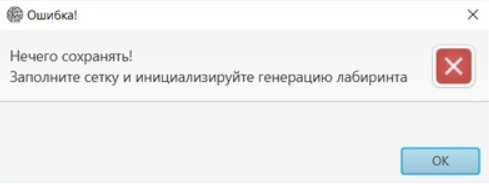 Ошибка!
Нечего сохранять!
Заполните сетку и инициализируйте генерацию лабиринта
OK